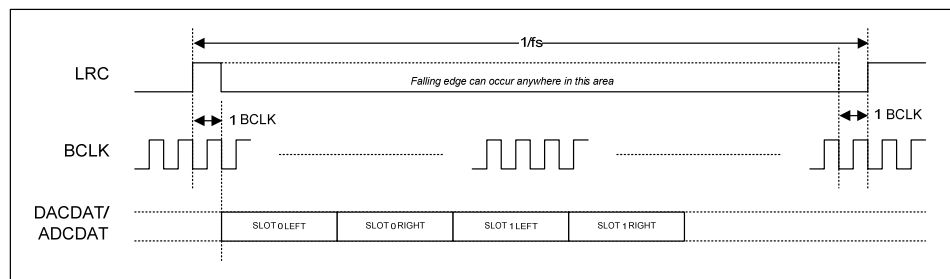 1/fs
LRC
Falling edge can occur anywhere in this area
1 BCLK
1 BCLK
BCLK
DACDAT/
ADCDAT
SLOT 0 LEFT
SLOT 0 RIGHT
SLOT 1 LEFT
SLOT 1 RIGHT